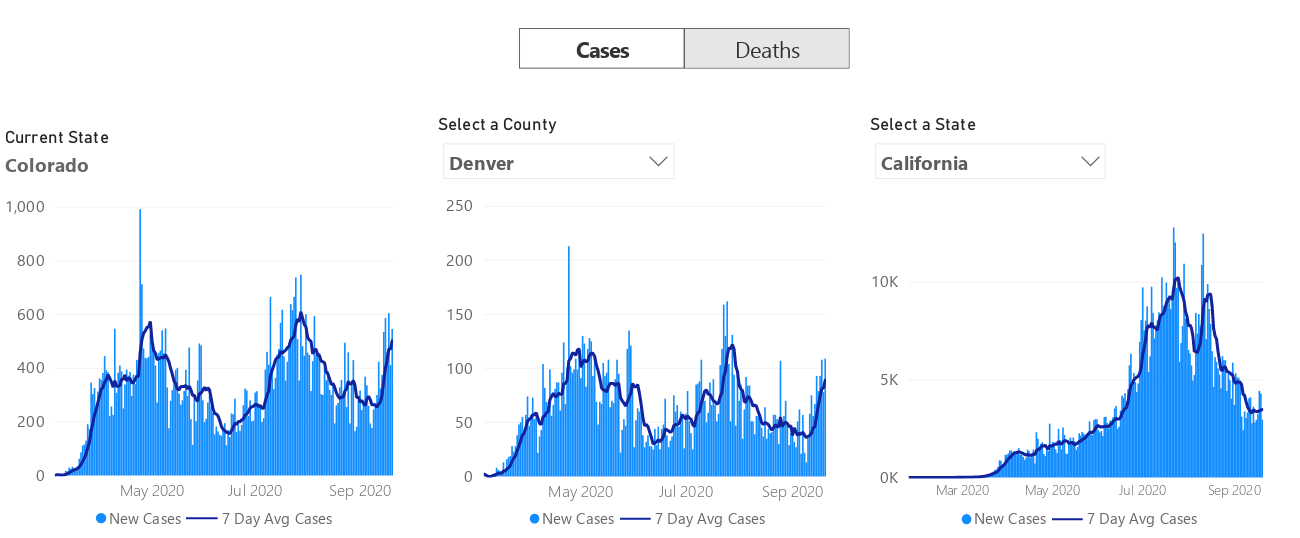 Cases Deaths
Current State
Colorado
1,000
800
600
400
200
0
May 2020 Jul 2020 Sep 2020
New Cases 7 Day Avg Cases
Select a County
Denver
250
200
150
100
50
0
May 2020 Jul 2020 Sep 2020
New Cases 7 Day Avg Cases
Select a State
California
10K
5K
0K
Mar 2020 May 2020 Jul 2020 Sep 2020
New Cases 7 Day Avg Cases